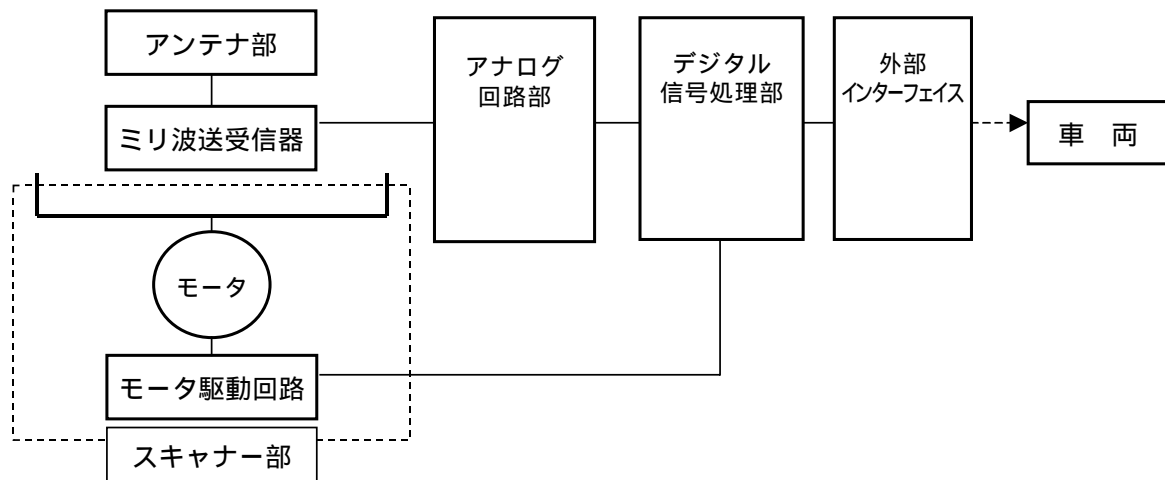 アンテナ部
ミリ波送受信器
アナログ
回路部
デジタル
信号処理部
外部
インターフェイス
車 両
モータ
モータ駆動回路
スキャナー部